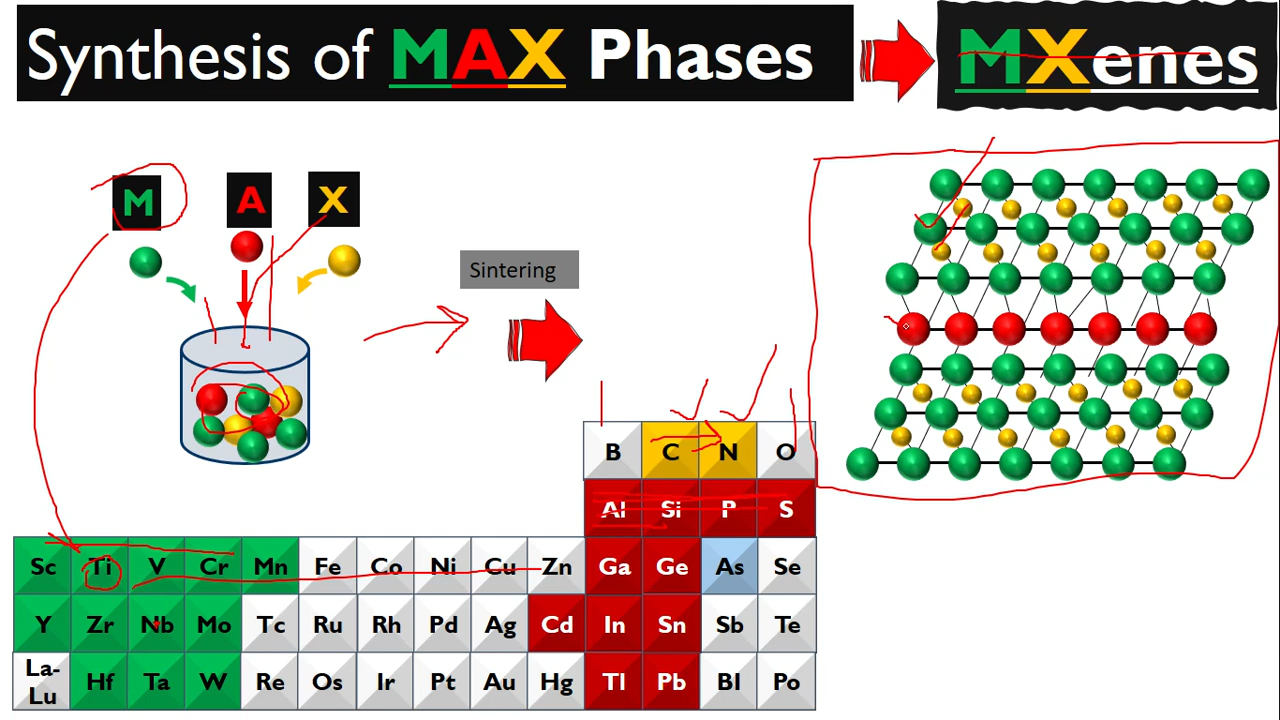 Synthesis of MAX Phases
MXenes
M A X
Sintering
B C N O
Al Si P S
Sc Ti V Cr Mn Fe Co Ni Cu Zn Ga Ge As Se
Y Zr Nb Mo Tc Ru Rh Pd Ag Cd In Sn Sb Te
La-
Lu Hf Ta W Re Os Ir Pt Au Hg Tl Pb BI Po